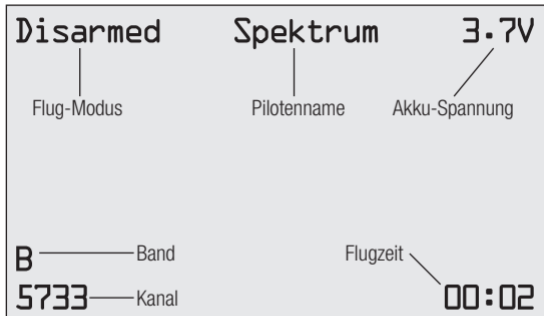 Disarmed Spektrum 3.7V
Flug-Modus Pilotenname Akku-Spannung
B Band Flugzeit
5733 Kanal 00:02